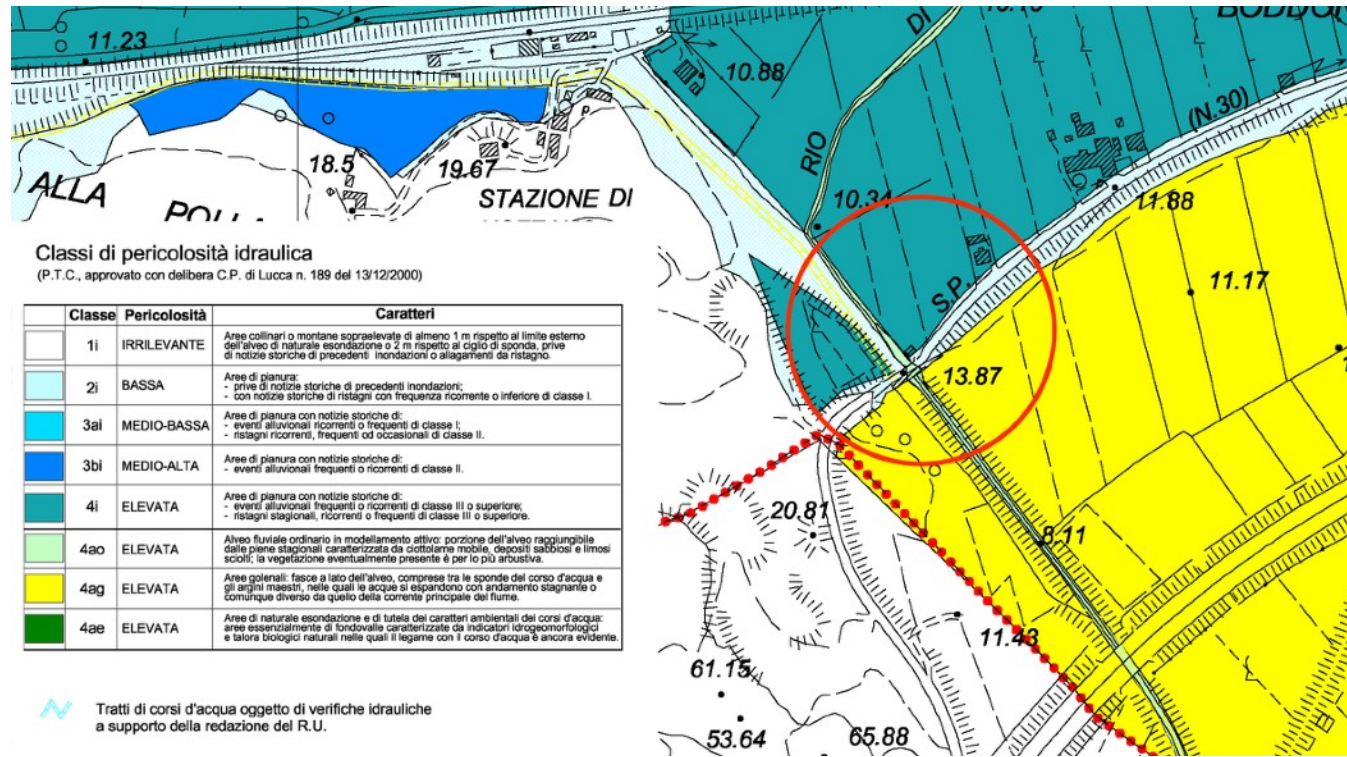 11.23
10.88
DI
(N.30)
RIO
18.5
19.67
P
10.34
11.88
ALLA
STAZIONE DI
S.P.
11.17
13.87
Classi di pericolosità idraulica
(P.T.C., approvato con delibera C.P. di Lucca n. 189 del 13/12/2000)
Classe Pericolosità Caratteri
1i IRRILEVANTE Aree collinari o montane sopraelevate di almeno 1 m rispetto al limite esterno
dell'alveo di naturale esondazione o 2 m rispetto al ciglio di sponda, prive
di notizie storiche di precedenti inondazioni o allagamenti da ristagno.
2i BASSA Aree di pianura:
- prive di notizie storiche di precedenti inondazioni;
- con notizie storiche di ristagni con frequenza ricorrente o inferiore di classe I.
3ai MEDIO-BASSA Aree di pianura con notizie storiche di:
- eventi alluvionali ricorrenti o frequenti di classe I;
- ristagni ricorrenti, frequenti od occasionali di classe II.
3bi MEDIO-ALTA Aree di pianura con notizie storiche di:
- eventi alluvionali frequenti o ricorrenti di classe II.
4i ELEVATA Aree di pianura con notizie storiche di:
- eventi alluvionali frequenti o ricorrenti di classe III o superiore;
- ristagni stagionali, ricorrenti o frequenti di classe III o superiore.
4ao ELEVATA Alveo fluviale ordinario in modellamento attivo: porzione dell'alveo raggiungibile
dalle piene stagionali caratterizzata da ciottolame mobile, depositi sabbiosi e limosi
sciolti; la vegetazione eventualmente presente è per lo più arbustiva.
4ag ELEVATA Aree golenali: fasce a lato dell'alveo, comprese tra le sponde del corso d'acqua e
gli argini maestri, nelle quali le acque si espandono con andamento stagnante o
comunque diverso da quello della corrente principale del fiume.
4ae ELEVATA Aree di naturale esondazione e di tutela dei caratteri ambientali dei corsi d'acqua:
aree essenzialmente di fondovalle caratterizzate da indicatori idrogeomorfologici
e talora biologici naturali nelle quali il legame con il corso d'acqua è ancora evidente.
20.81
8.11
11.43
61.15
53.64
65.88
Tratti di corsi d'acqua oggetto di verifiche idrauliche
a supporto della redazione del R.U.